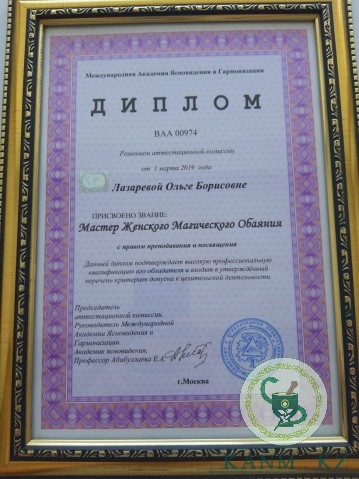 Международная Академия Ясновидения и Гармонизации
ДИПЛОМ
ВАА 00974
Решением аттестационной комиссии
от 1 марта 2019 года
Лазаревой Ольге Борисовне
ПРИСВОЕНО ЗВАНИЕ:
Мастер Женского Магического Обаяния
с правом преподавания и посвящения
Данный диплом подтверждает высокую профессиональную
квалификацию его обладателя и входит в утверждённый
перечень критериев допуска к целительской деятельности.
Председатель
аттестационной комиссии,
Руководитель Международной
Академии Ясновидения и
Гармонизации
Академик ясновидения,
Профессор Абибуллаева Е.А.
г.Москва
KANM.KZ